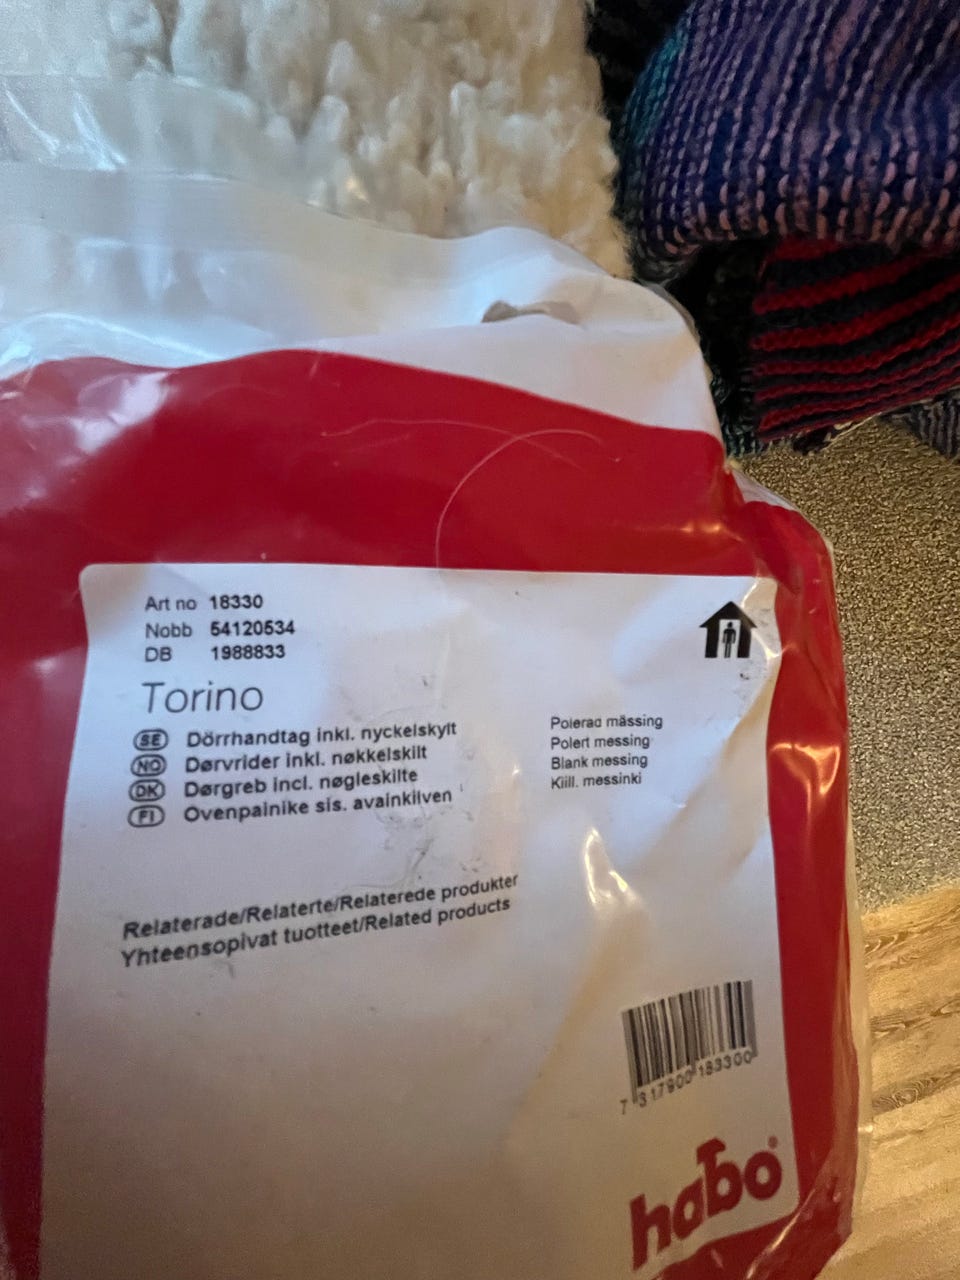 Art no 18330
Nobb 54120534
DB 1988833
Torino
SE Dörrhandtag inkl. nyckelskylt
NO Dørvrider inkl. nøkkelskilt
DK Dørgreb incl. nøgleskilte
FI Ovenpainike sis. avainkilven
Polerad mässing
Polert messing
Blank messing
Kiill. messinki
Relaterade/Relaterte/Relaterede produkter
Yhteensopivat tuotteet/Related products
7 317900 183300
habo®